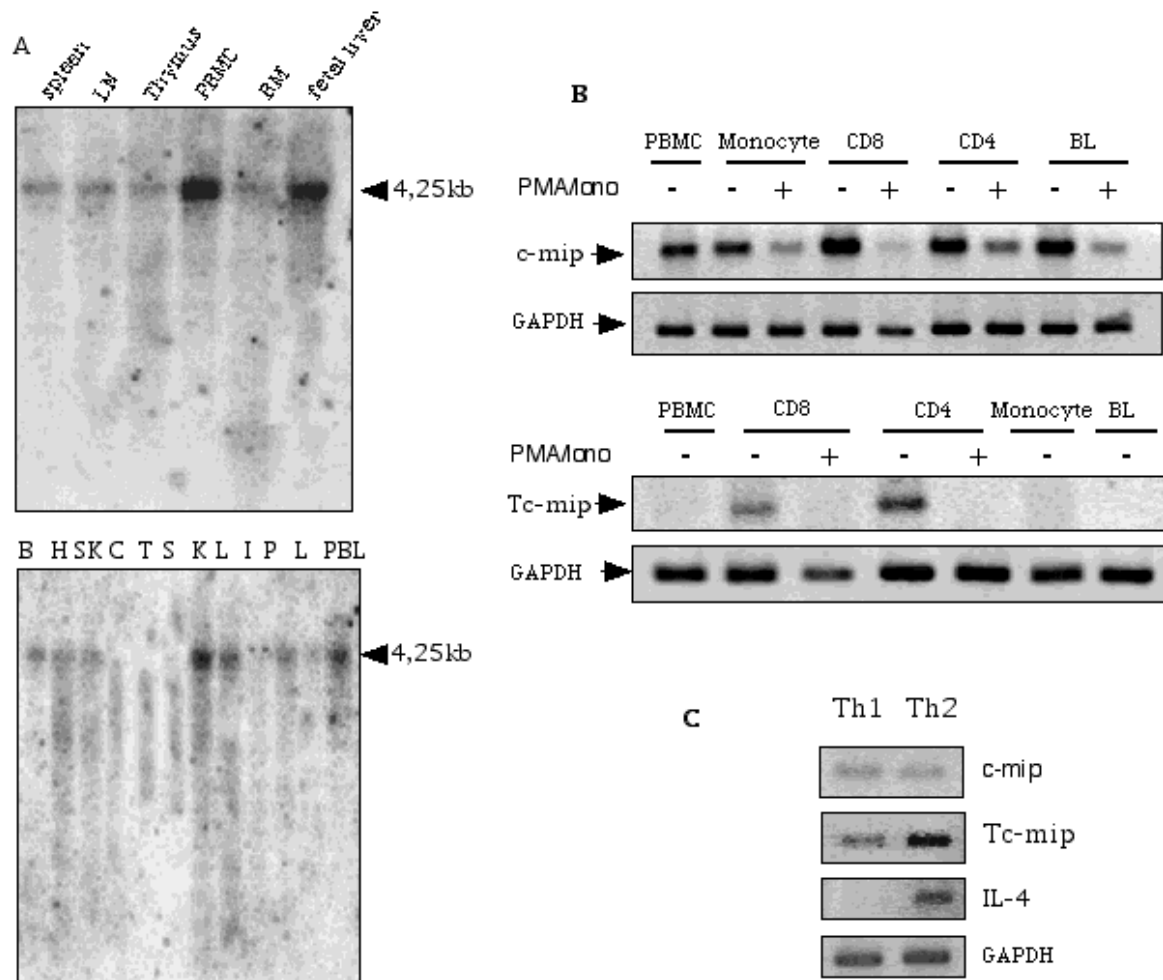 A
spleen LN Thymus PBMC BM fetal liver
4,25kb
B H SK C T S K L I P L PBL
4,25kb
B
PBMC Monocyte CD8 CD4 BL
PMA/Iono - - + - + - + - +
c-mip
GAPDH
PBMC CD8 CD4 Monocyte BL
PMA/Iono - - + - + - -
Tc-mip
GAPDH
C
Th1 Th2
c-mip
Tc-mip
IL-4
GAPDH